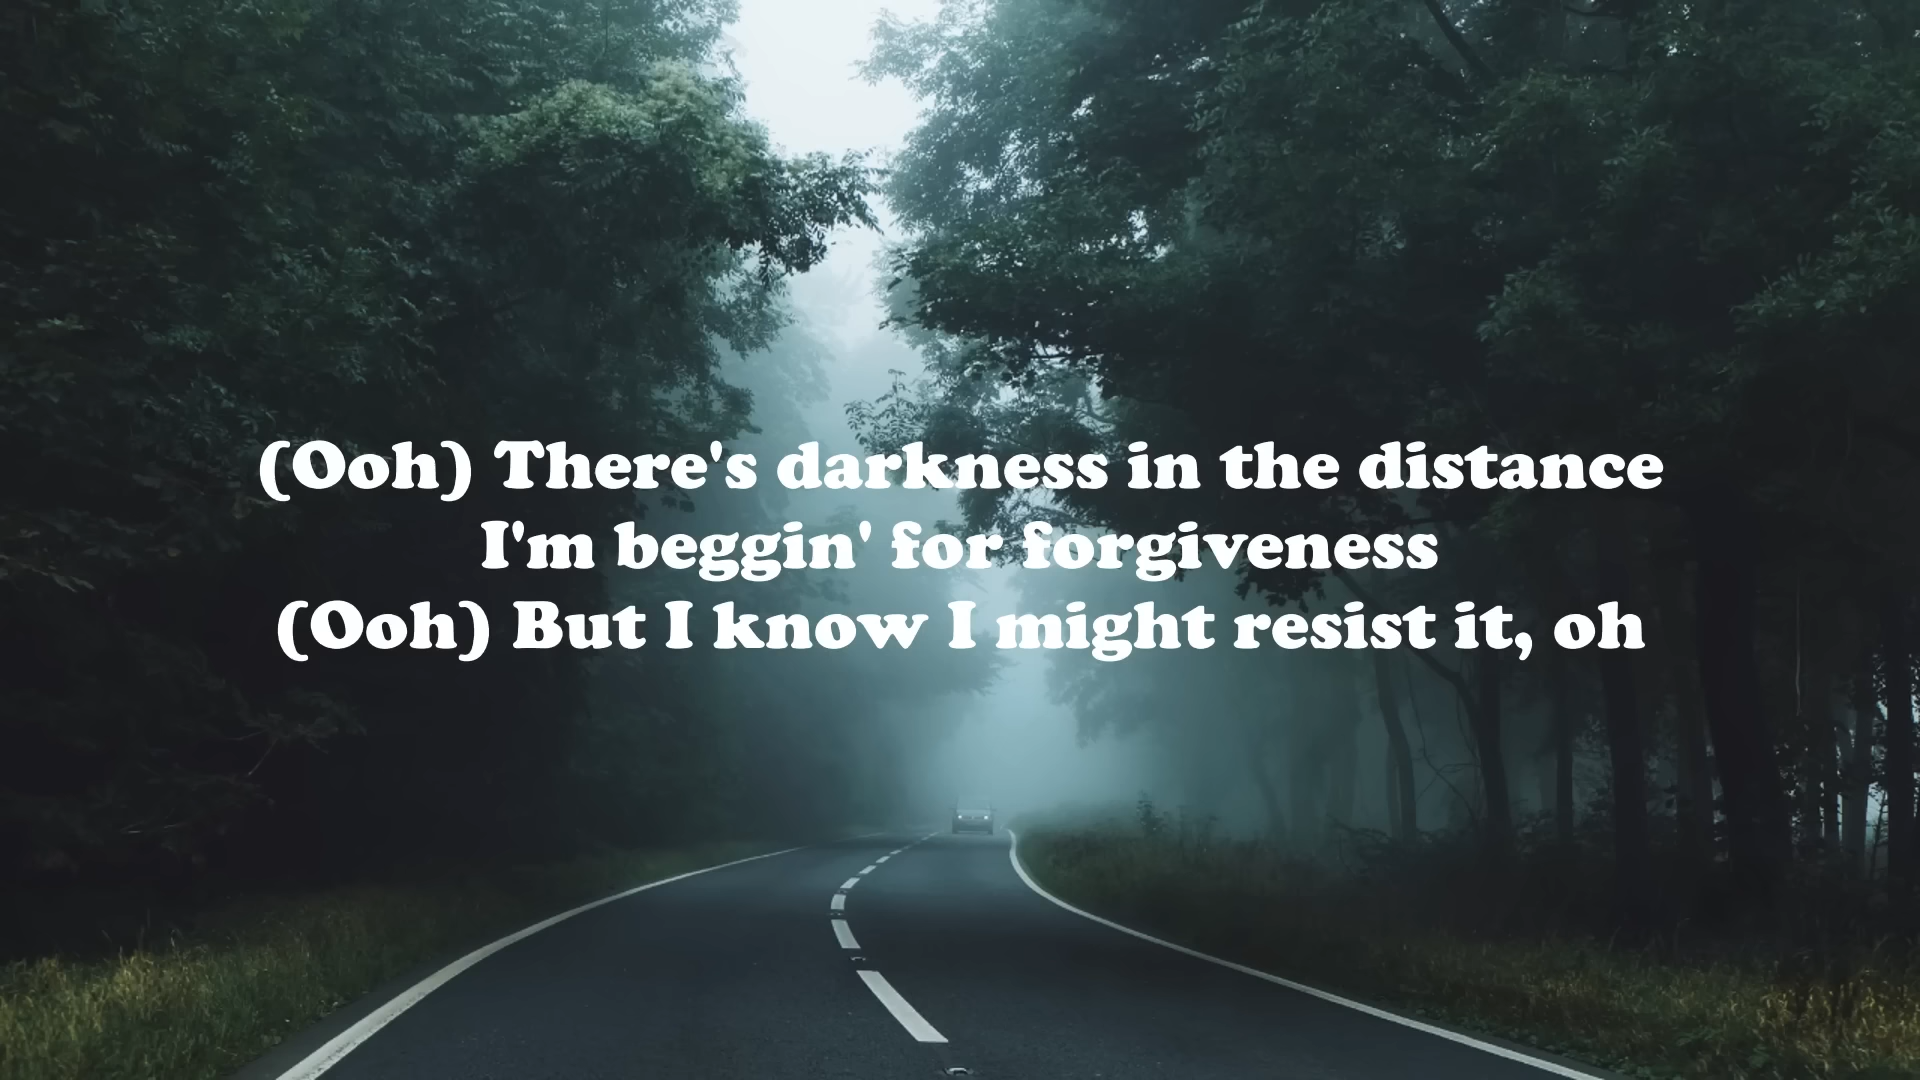 (Ooh) There's darkness in the distance
I'm beggin' for forgiveness
(Ooh) But I know I might resist it, oh